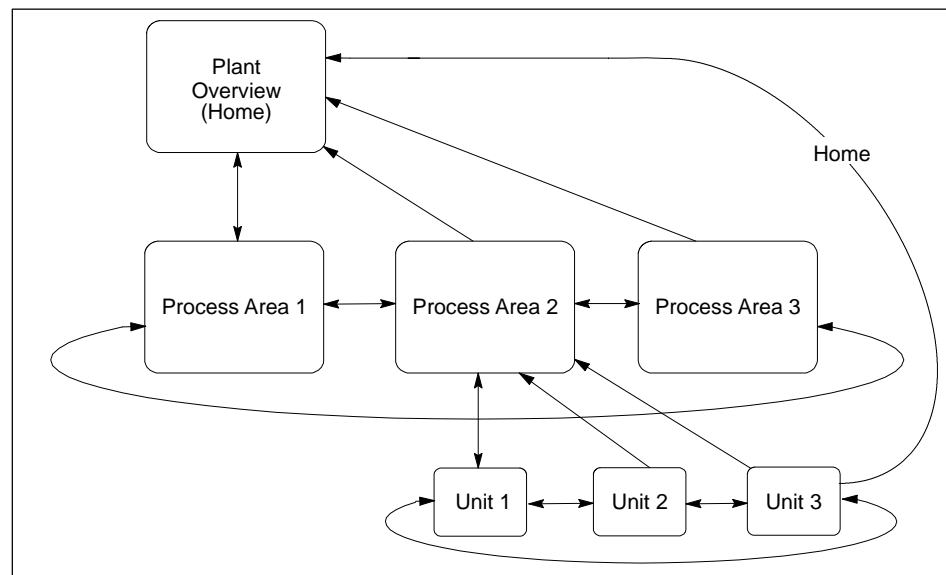 Plant
Overview
(Home)
Home
Process Area 1
Process Area 2
Process Area 3
Unit 1
Unit 2
Unit 3